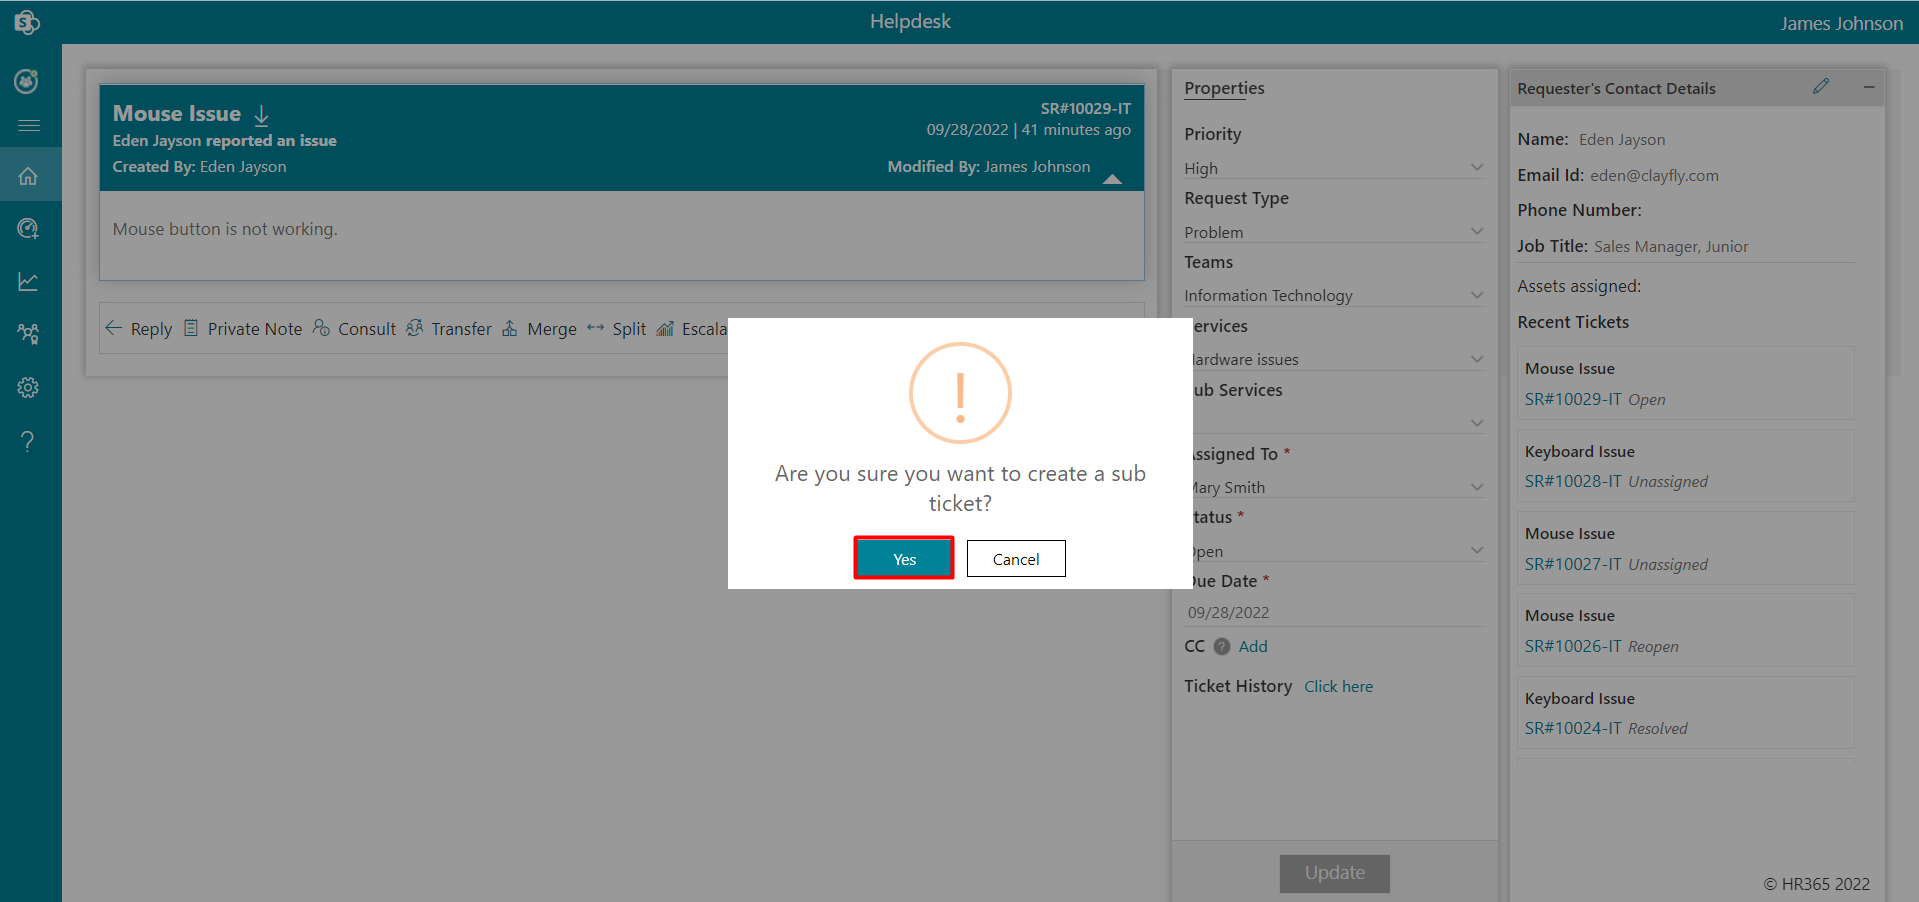 Helpdesk
James Johnson
Mouse Issue
SR#10029-IT
Eden Jayson reported an issue
09/28/2022 | 41 minutes ago
Created By: Eden Jayson
Modified By: James Johnson
Mouse button is not working.
Reply Private Note Consult Transfer Merge Split Escala
Are you sure you want to create a sub
ticket?
Yes
Cancel
Properties
Priority
High
Request Type
Problem
Teams
Information Technology
ervices
ardware issues
ub Services
ssigned To *
Mary Smith
tatus *
pen
ue Date *
09/28/2022
CC ? Add
Ticket History Click here
Update
Requester's Contact Details
Name: Eden Jayson
Email Id: eden@clayfly.com
Phone Number:
Job Title: Sales Manager, Junior
Assets assigned:
Recent Tickets
Mouse Issue
SR#10029-IT Open
Keyboard Issue
SR#10028-IT Unassigned
Mouse Issue
SR#10027-IT Unassigned
Mouse Issue
SR#10026-IT Reopen
Keyboard Issue
SR#10024-IT Resolved
© HR365 2022